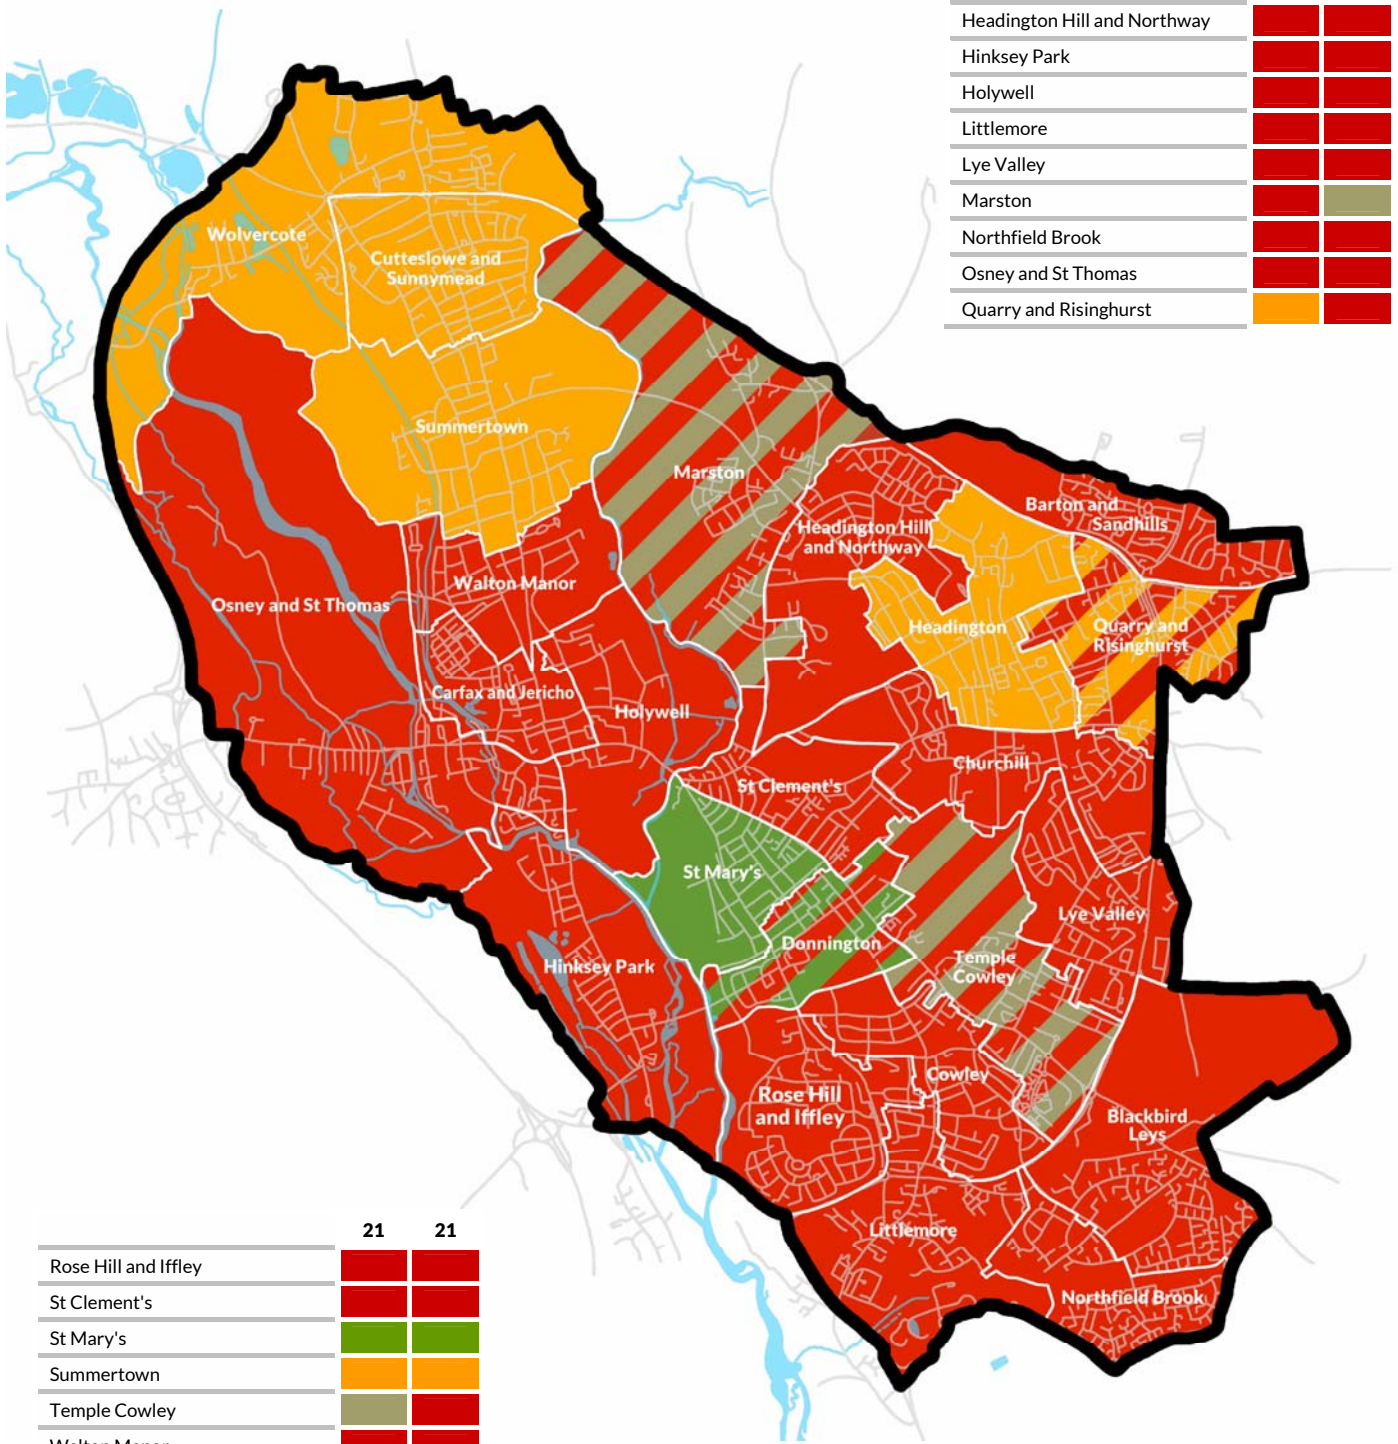 Headington Hill and Northway
Hinksey Park
Holywell
Littlemore
Lye Valley
Marston
Northfield Brook
Osney and St Thomas
Quarry and Risinghurst
Wolvercote
Cutteslowe and
Sunnymead
Summertown
Marston
Barton and
Sandhills
Headington Hill
and Northway
Walton Manor
Osney and St Thomas
Headington
Quarry and
Risinghurst
Carfax and Jericho
Holywell
Churchill
St Clement's
St Mary's
Lye Valley
Donnington
Temple
Cowley
Hinksey Park
Cowley
Rose Hill
and Iffley
Blackbird
Leys
Littlemore
Northfield Brook
21 21
Rose Hill and Iffley
St Clement's
St Mary's
Summertown
Temple Cowley
Walton Manor